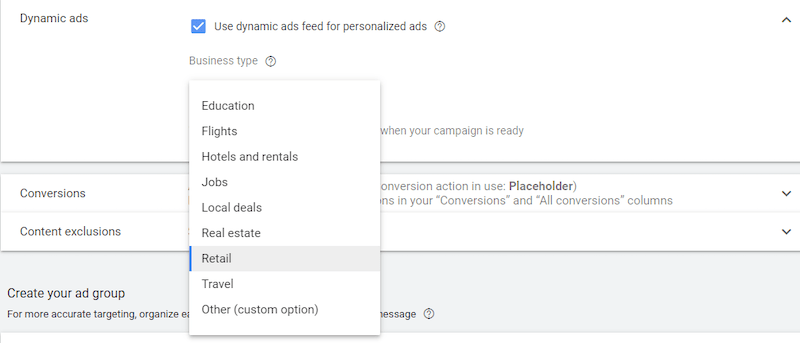 Dynamic ads
Use dynamic ads feed for personalized ads
Business type
Education
Flights
when your campaign is ready
Hotels and rentals
Jobs
Conversions
onversion action in use: Placeholder)
ons in your “Conversions” and “All conversions” columns
Local deals
Content exclusions
Real estate
Retail
Travel
Create your ad group
Other (custom option)
For more accurate targeting, organize ea
message